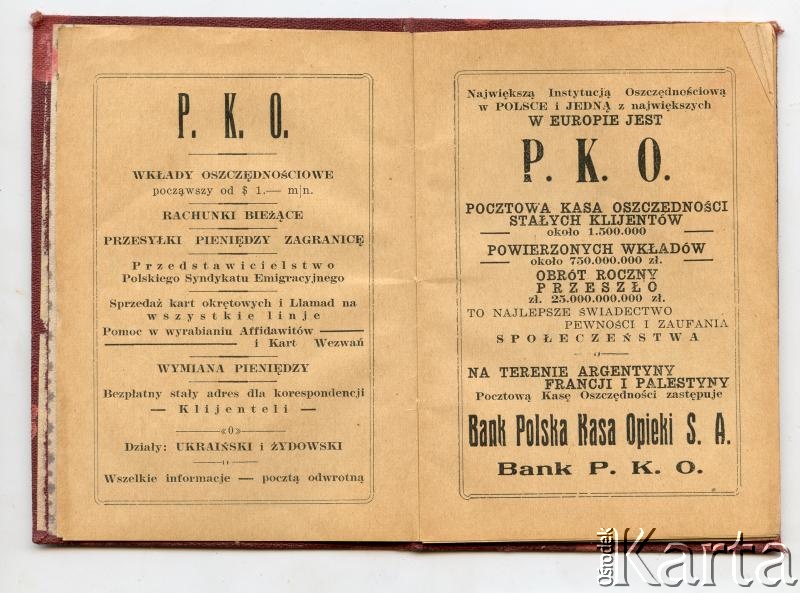 P. K. O.
WKŁADY OSZCZĘDNOŚCIOWE
począwszy od $ 1.— m|n.
RACHUNKI BIEŻĄCE
PRZESYŁKI PIENIĘDZY ZAGRANICĘ
Przedstawicielstwo
Polskiego Syndykatu Emigracyjnego
Sprzedaż kart okrętowych i Llamad na
wszystkie linje
Pomoc w wyrabianiu Affidawitów
i Kart Wezwań
WYMIANA PIENIĘDZY
Bezpłatny stały adres dla korespondencji
— Klijenteli —
«0»
Działy: UKRAIŃSKI i ŻYDOWSKI
Wszelkie informacje — pocztą odwrotną
Największą Instytucją Oszczędnościową
w POLSCE i JEDNĄ z największych
W EUROPIE JEST
P. K. O.
POCZTOWA KASA OSZCZEDNOŚCI
STAŁYCH KLIJENTÓW
około 1.500.000
POWIERZONYCH WKŁADÓW
około 750.000.000 zł.
OBRÓT ROCZNY
PRZESZŁO
zł. 25.000.000.000 zł.
TO NAJLEPSZE ŚWIADECTWO
PEWNOŚCI I ZAUFANIA
SPOŁECZEŃSTWA
NA TERENIE ARGENTYNY
FRANCJI I PALESTYNY
Pocztową Kasę Oszczędności zastępuje
Bank Polska Kasa Opieki S. A.
Bank P. K. O.
Ośrodek
Karta